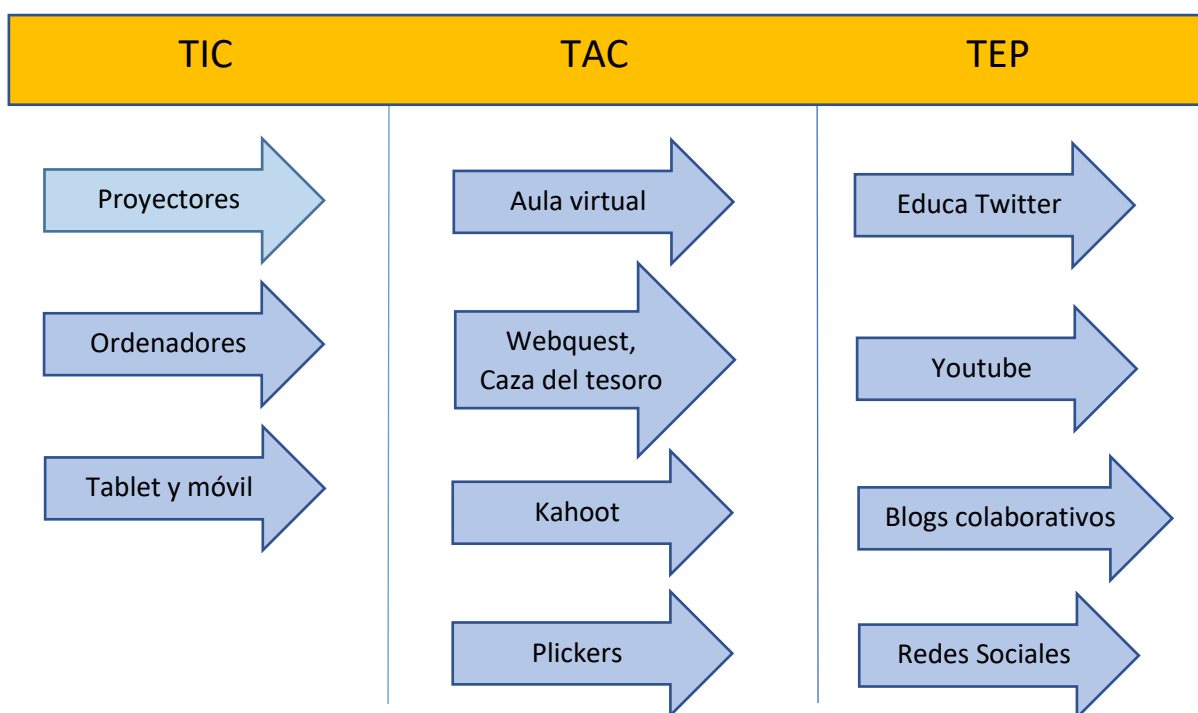 TIC
TAC
TEP
Proyectores
Ordenadores
Tablet y móvil
Aula virtual
Webquest,
Caza del tesoro
Kahoot
Plickers
Educa Twitter
Youtube
Blogs colaborativos
Redes Sociales